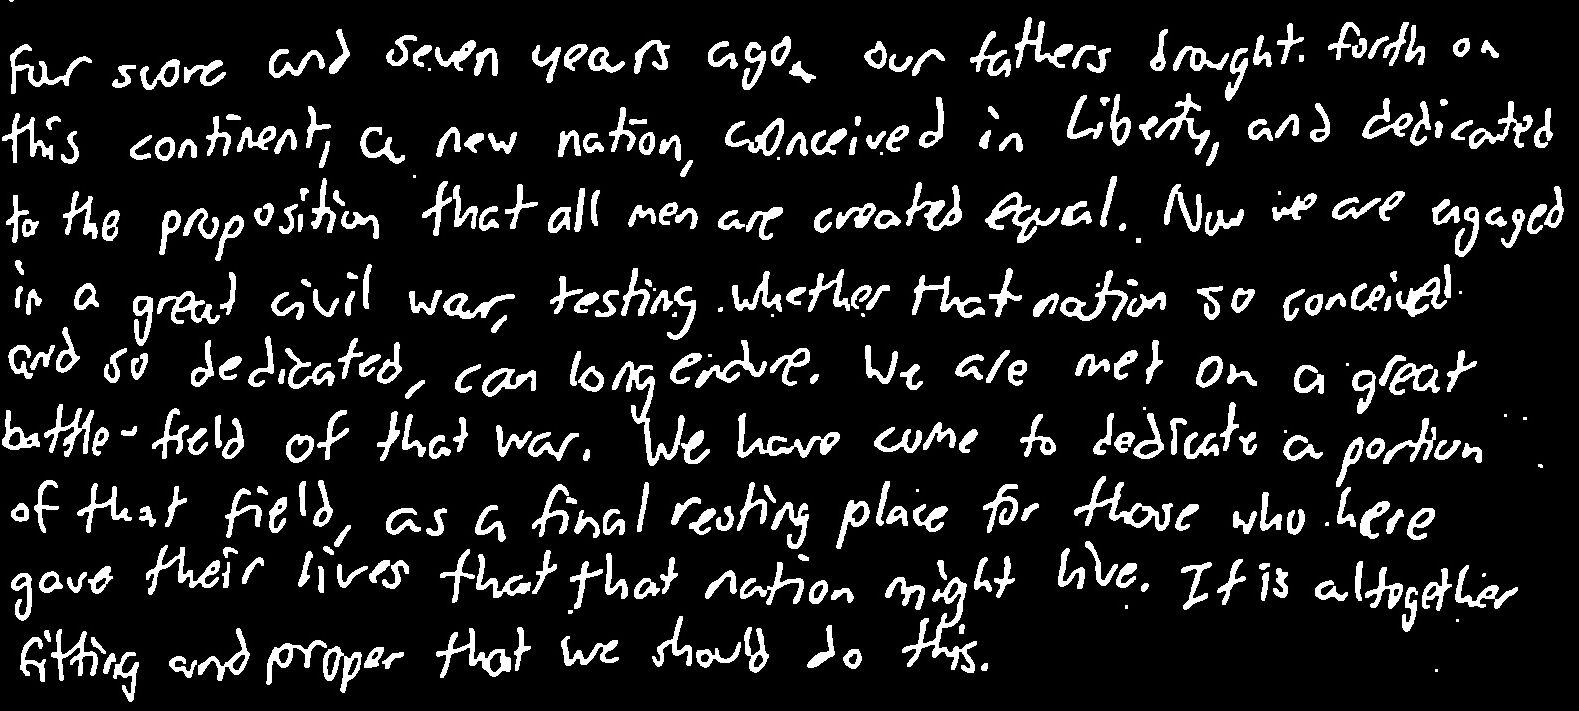 Four score and seven years ago, our fathers brought forth on
this continent, a new nation, conceived in Liberty, and dedicated
to the proposition that all men are created equal. Now we are engaged
in a great civil war, testing whether that nation so conceived
and so dedicated, can long endure. We are met on a great
battle-field of that war. We have come to dedicate a portion
of that field, as a final resting place for those who here
gave their lives that that nation might live. It is altogether
fitting and proper that we should do this.